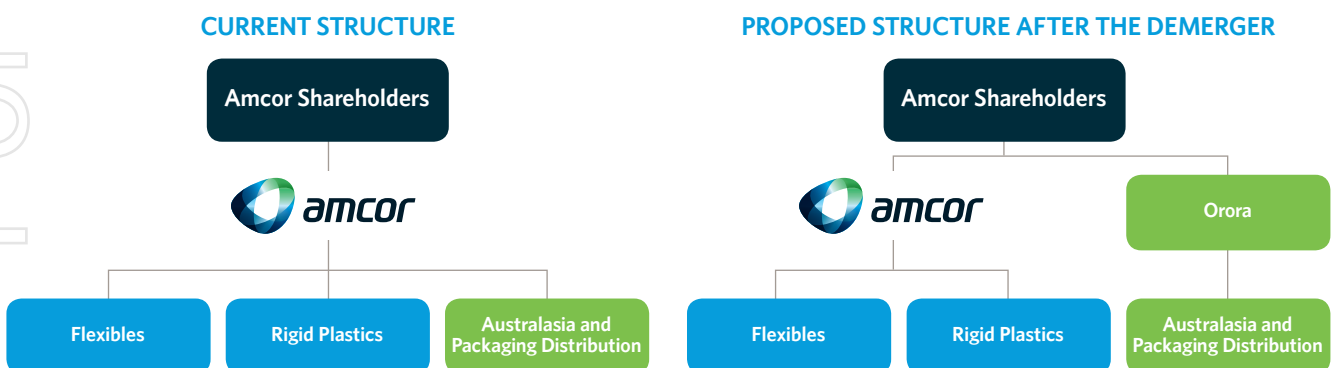 CURRENT STRUCTURE
Amcor Shareholders
amcor
Flexibles
Rigid Plastics
Australasia and
Packaging Distribution
PROPOSED STRUCTURE AFTER THE DEMERGER
Amcor Shareholders
amcor
Orora
Flexibles
Rigid Plastics
Australasia and
Packaging Distribution